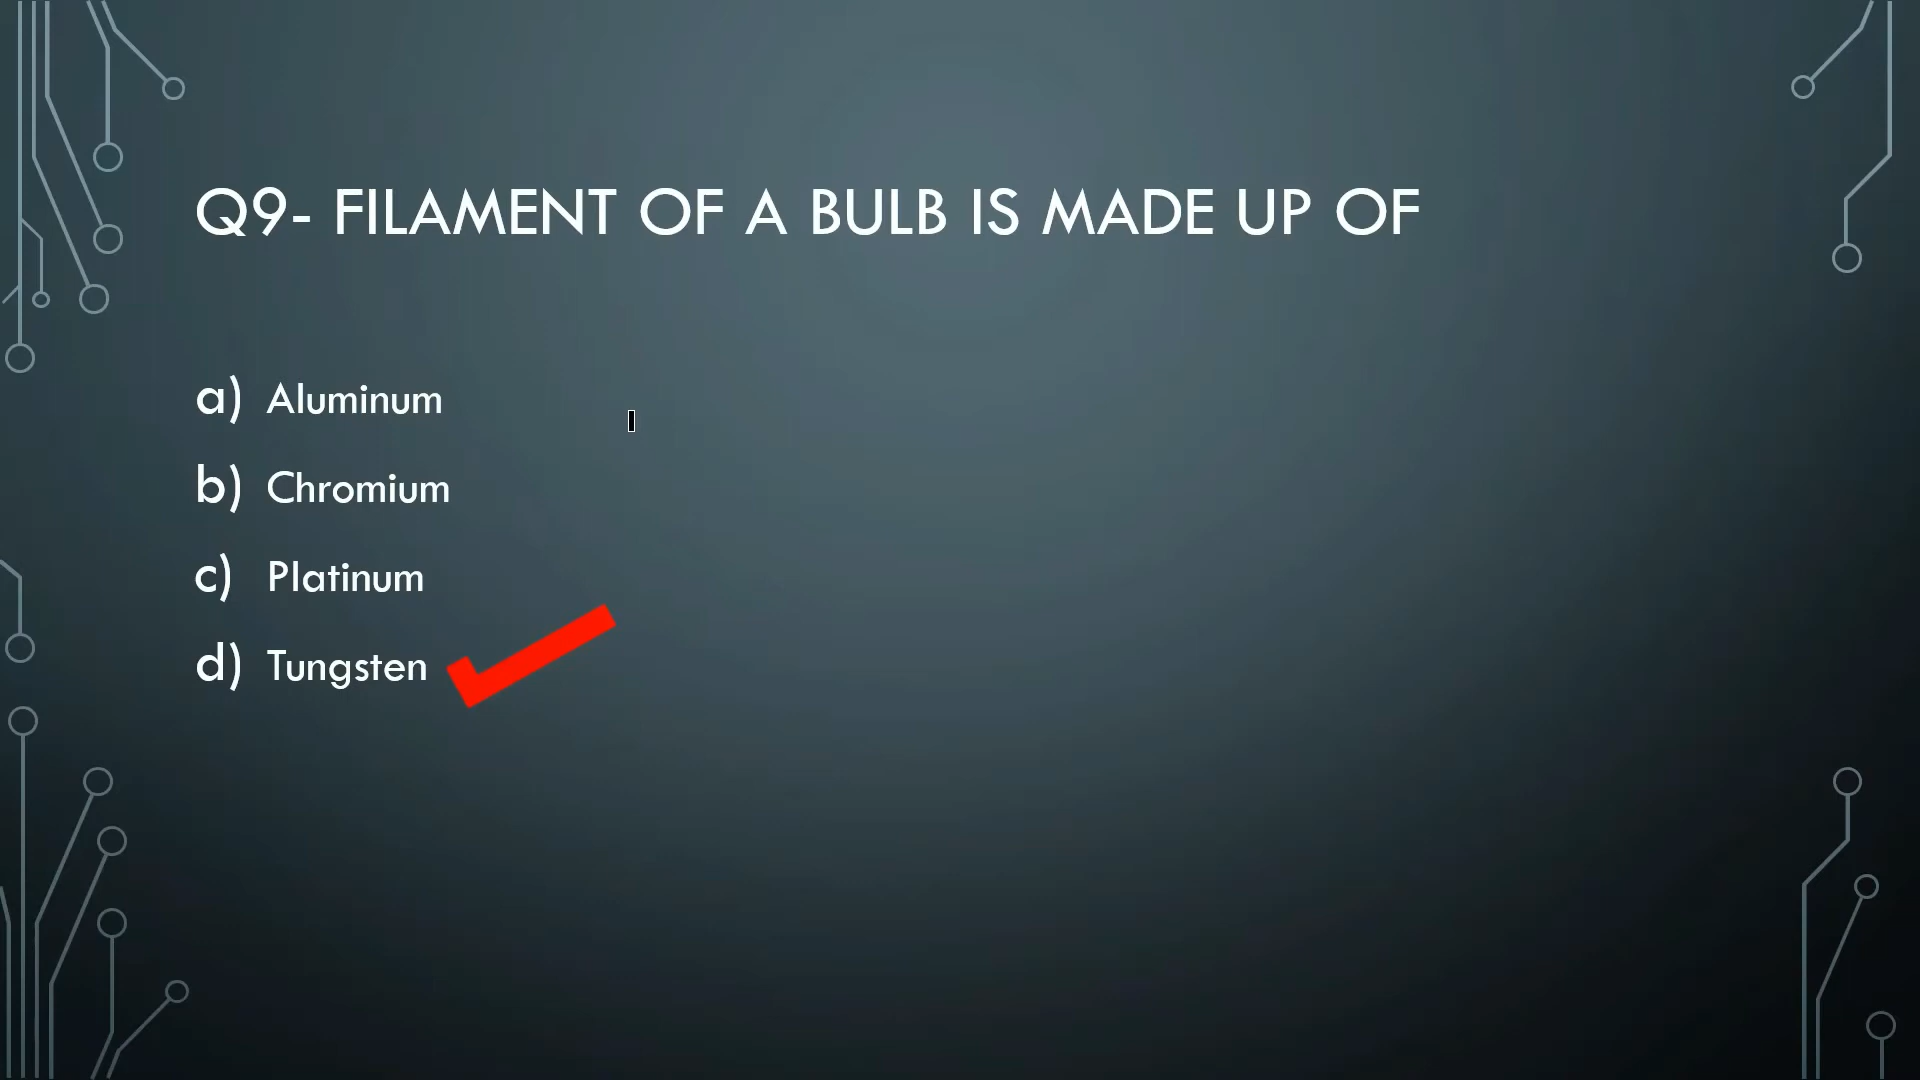 Q9- FILAMENT OF A BULB IS MADE UP OF
a) Aluminum
b) Chromium
c) Platinum
d) Tungsten